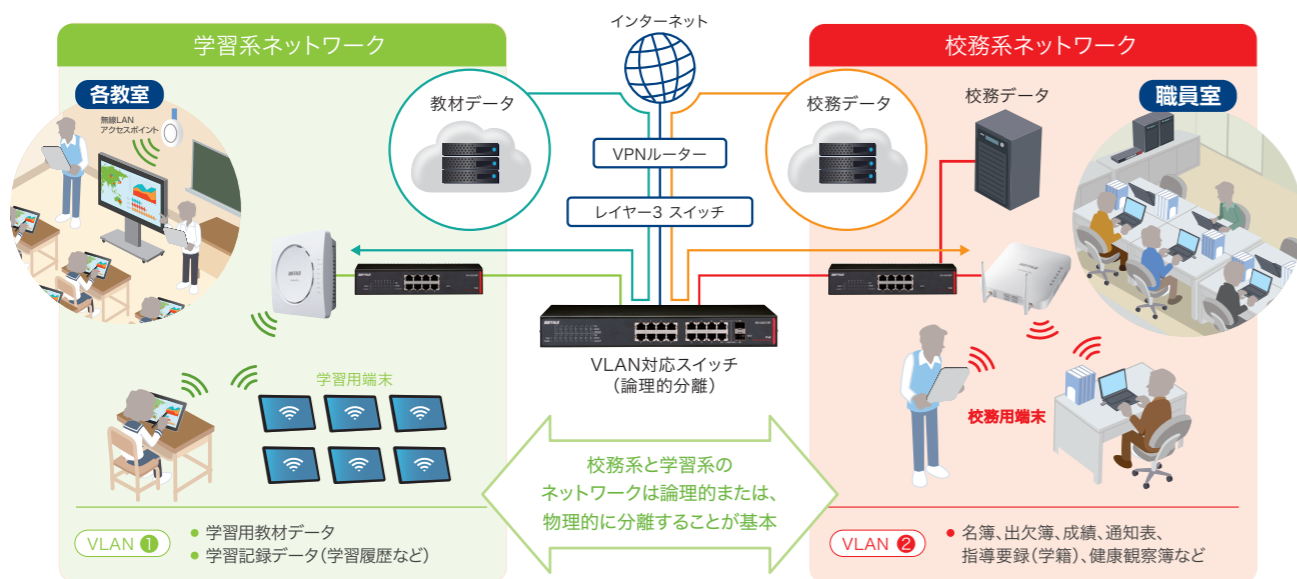 インターネット
学習系ネットワーク
校務系ネットワーク
各教室
無線LAN
アクセスポイント
教材データ
校務データ
校務データ
職員室
VPNルーター
レイヤー3 スイッチ
BUFFALO
BUFFALO
BUFFALO
BUFFALO
VLAN対応スイッチ
（論理的分離）
学習用端末
校務用端末
校務系と学習系の
ネットワークは論理的または、
物理的に分離することが基本
VLAN ❶
● 学習用教材データ
● 学習記録データ（学習履歴など）
VLAN ❷
● 名簿、出欠簿、成績、通知表、
指導要録（学籍）、健康観察簿など